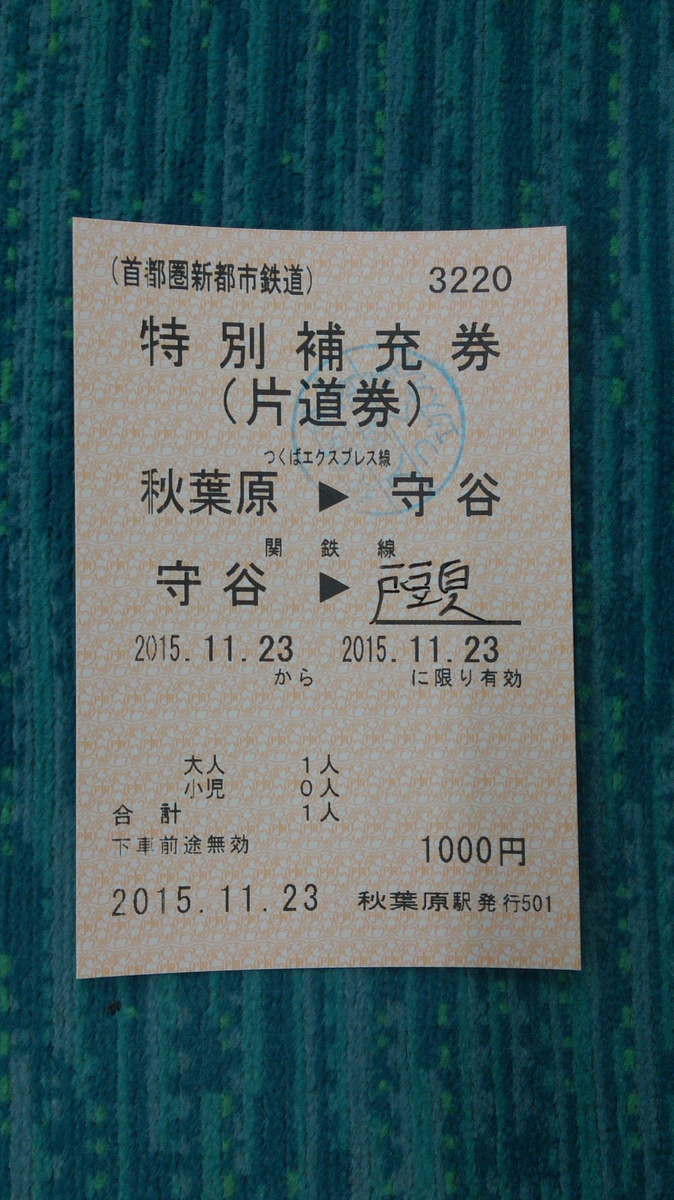 (首都圏新都市鉄道) 3220
特別補充券
(片道券)
つくばエクスプレス線
秋葉原 ▶ 守谷
関鉄線
守谷 ▶ 戸頭
2015.11.23 2015.11.23
から に限り有効
大人 1人
小児 0人
合計 1人
下車前途無効 1000円
2015.11.23 秋葉原駅発行501